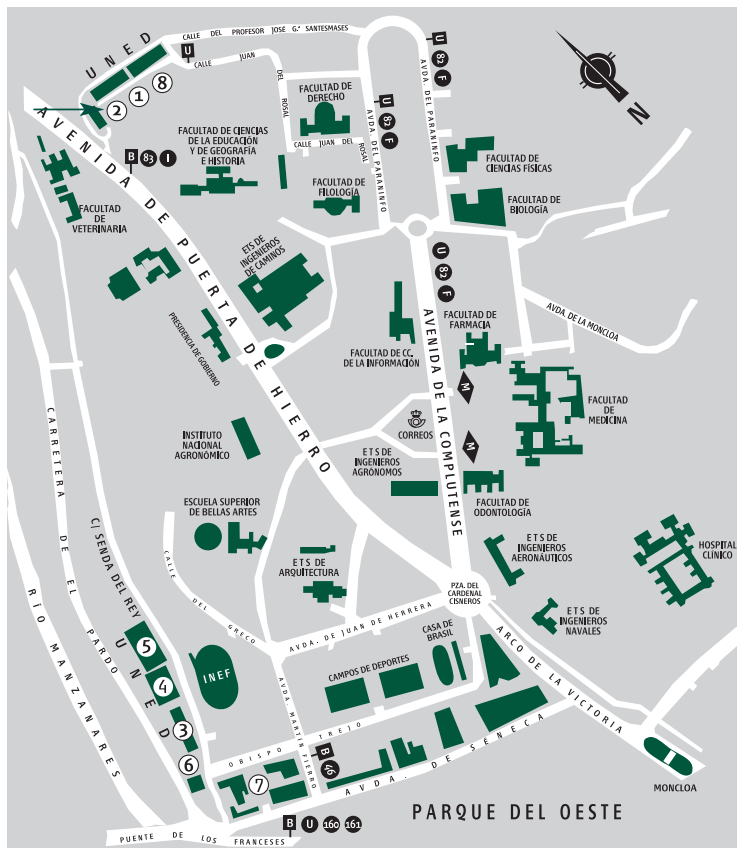 CALLE DEL PROFESOR JOSÉ G.ª SANTESMASES
U N E D
U
CALLE JUAN
DEL
ROSAL
U
82
F
AVDA. DEL PARANINFO
8
1
2
FACULTAD DE
DERECHO
U
82
F
AVDA. DEL PARANINFO
CALLE JUAN DEL
ROSAL
N
AVENIDA DE PUERTA DE HIERRO
B 83 I
FACULTAD DE CIENCIAS
DE LA EDUCACIÓN
Y DE GEOGRAFÍA
E HISTORIA
FACULTAD DE
CIENCIAS FÍSICAS
FACULTAD DE
FILOLOGÍA
FACULTAD DE
BIOLOGÍA
FACULTAD
DE
VETERINARIA
ETS DE
INGENIEROS
DE CAMINOS
U
82
F
AVENIDA DE LA COMPLUTENSE
AVDA. DE LA MONCLOA
PRESIDENCIA DE GOBIERNO
FACULTAD DE
FARMACIA
FACULTAD DE CC.
DE LA INFORMACIÓN
M
FACULTAD
DE
MEDICINA
CORREOS
M
INSTITUTO
NACIONAL
AGRONÓMICO
E T S DE
INGENIEROS
AGRÓNOMOS
FACULTAD DE
ODONTOLOGÍA
CARRETERA DE EL PARDO
ESCUELA SUPERIOR
DE BELLAS ARTES
C/ SENDA DEL REY
E T S DE
INGENIEROS
AERONÁUTICOS
HOSPITAL
CLÍNICO
E T S DE
ARQUITECTURA
PZA. DEL
CARDENAL
CISNEROS
RÍO MANZANARES
CALLE DEL GRECO
AVDA. DE JUAN DE HERRERA
CASA DE
BRASIL
E T S DE
INGENIEROS
NAVALES
ARCO DE LA VICTORIA
U N E D
5
4
3
6
INEF
CAMPOS DE DEPORTES
AVDA. MARTÍN FIERRO
OBISPO TREJO
B
46
7
AVDA. DE SÉNECA
MONCLOA
PARQUE DEL OESTE
B U 160 161
PUENTE DE LOS FRANCESES